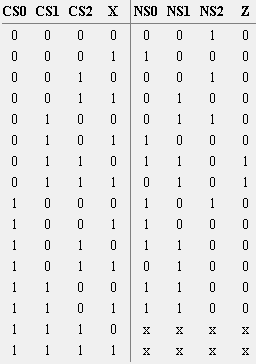 CS0 CS1 CS2 X NS0 NS1 NS2 Z
0 0 0 0 0 0 1 0
0 0 0 1 1 0 0 0
0 0 1 0 0 0 1 0
0 0 1 1 0 1 0 0
0 1 0 0 0 1 1 0
0 1 0 1 1 0 0 0
0 1 1 0 1 1 0 1
0 1 1 1 0 1 0 1
1 0 0 0 1 0 1 0
1 0 0 1 1 0 0 0
1 0 1 0 1 1 0 0
1 0 1 1 0 1 0 0
1 1 0 0 1 1 0 0
1 1 0 1 1 1 0 0
1 1 1 0 x x x x
1 1 1 1 x x x x